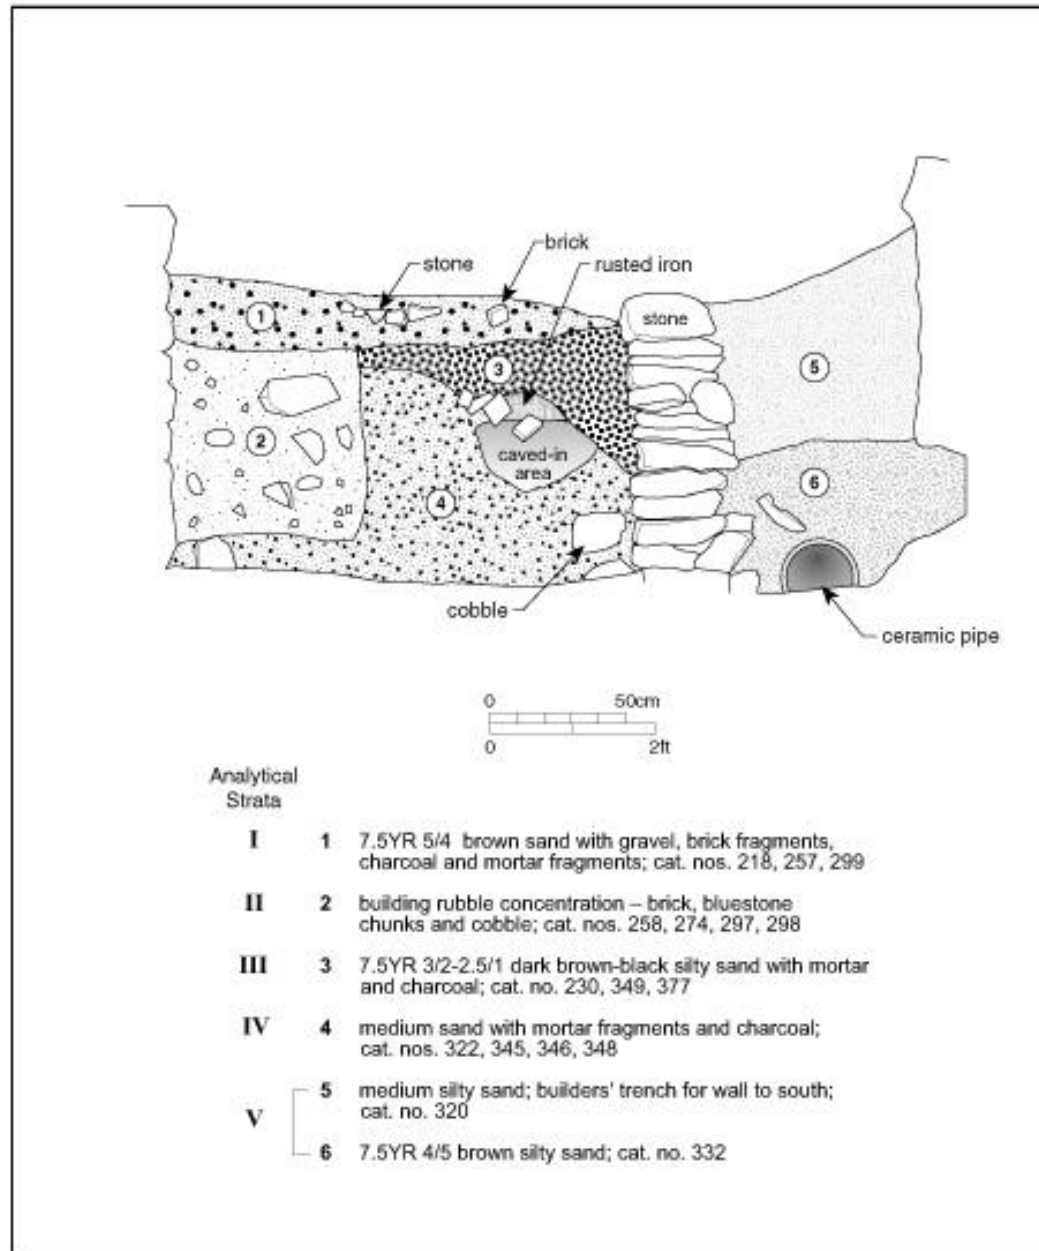 brick
stone
rusted iron
1
stone
3
5
2
caved-in
area
6
4
cobble
ceramic pipe
0 50cm
0 2ft
Analytical
Strata
I 1 7.5YR 5/4 brown sand with gravel, brick fragments,
charcoal and mortar fragments; cat. nos. 218, 257, 299
II 2 building rubble concentration – brick, bluestone
chunks and cobble; cat. nos. 258, 274, 297, 298
III 3 7.5YR 3/2-2.5/1 dark brown-black silty sand with mortar
and charcoal; cat. no. 230, 349, 377
IV 4 medium sand with mortar fragments and charcoal;
cat. nos. 322, 345, 346, 348
V
5 medium silty sand; builders' trench for wall to south;
cat. no. 320
6 7.5YR 4/5 brown silty sand; cat. no. 332